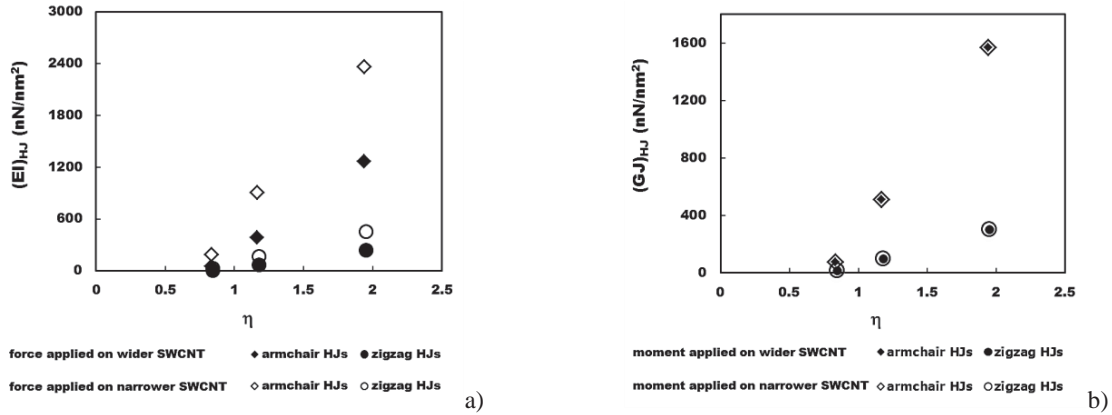 (EI)HJ (nN/nm²)
3000
2400
1800
1200
600
0
0 0.5 1 1.5 2 2.5
η
force applied on wider SWCNT armchair HJs zigzag HJs
force applied on narrower SWCNT armchair HJs zigzag HJs
a)
(GJ)HJ (nN/nm²)
1600
1200
800
400
0
0 0.5 1 1.5 2 2.5
η
moment applied on wider SWCNT armchair HJs zigzag HJs
moment applied on narrower SWCNT armchair HJs zigzag HJs
b)